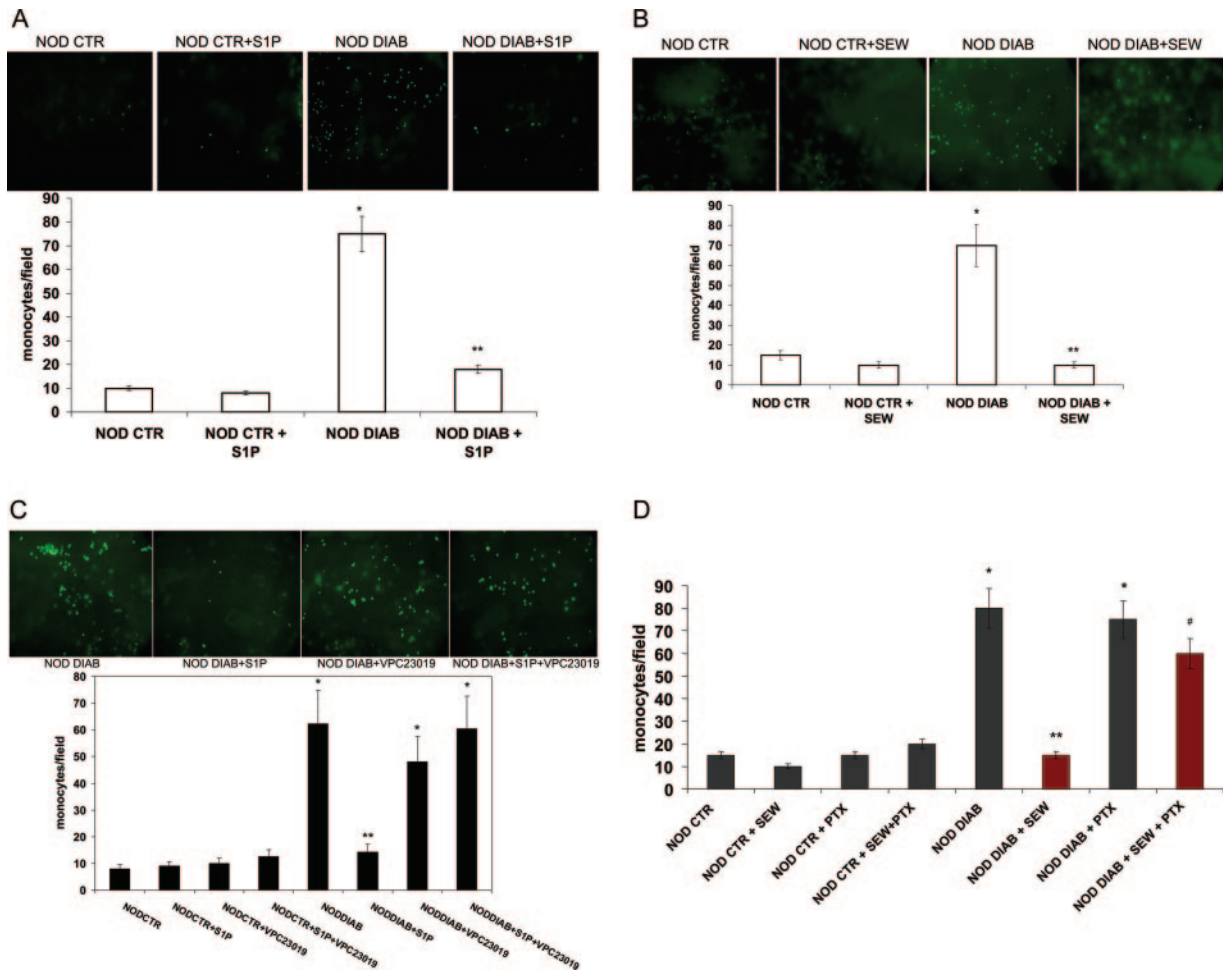 A
NOD CTR NOD CTR+S1P NOD DIAB NOD DIAB+S1P
90
80
70
60
50
40
30
20
10
0
monocytes/field
*
**
NOD CTR NOD CTR + S1P NOD DIAB NOD DIAB + S1P
B
NOD CTR NOD CTR+SEW NOD DIAB NOD DIAB+SEW
90
80
70
60
50
40
30
20
10
0
monocytes/field
*
**
NOD CTR NOD CTR + SEW NOD DIAB NOD DIAB + SEW
C
NOD DIAB NOD DIAB+S1P NOD DIAB+VPC23019 NOD DIAB+S1P+VPC23019
80
70
60
50
40
30
20
10
0
monocytes/field
*
**
*
*
NODCTR
NODCTR+S1P
NODCTR+VPC23019
NODCTR+S1P+VPC23019
NODDIAB
NODDIAB+S1P
NODDIAB+VPC23019
NODDIAB+S1P+VPC23019
D
90
80
70
60
50
40
30
20
10
0
monocytes/field
*
**
*
#
NOD CTR
NOD CTR + SEW
NOD CTR + PTX
NOD CTR + SEW+PTX
NOD DIAB
NOD DIAB + SEW
NOD DIAB + PTX
NOD DIAB + SEW + PTX